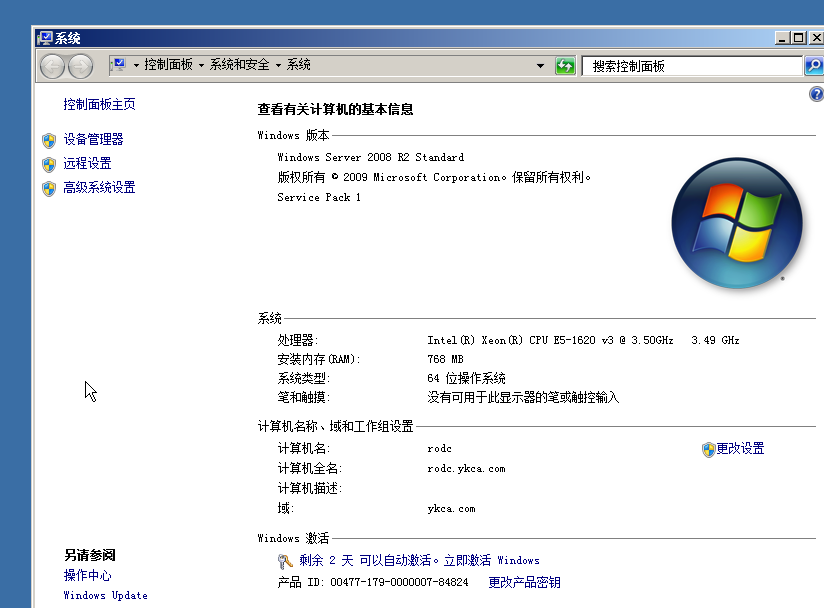 系统
控制面板 系统和安全 系统
搜索控制面板
控制面板主页
设备管理器
远程设置
高级系统设置
查看有关计算机的基本信息
Windows 版本
Windows Server 2008 R2 Standard
版权所有 © 2009 Microsoft Corporation。保留所有权利。
Service Pack 1
系统
处理器: Intel(R) Xeon(R) CPU E5-1620 v3 @ 3.50GHz 3.49 GHz
安装内存(RAM): 768 MB
系统类型: 64 位操作系统
笔和触摸: 没有可用于此显示器的笔或触控输入
计算机名称、域和工作组设置
计算机名: rodc 更改设置
计算机全名: rodc.ykca.com
计算机描述:
域: ykca.com
Windows 激活
剩余 2 天 可以自动激活。立即激活 Windows
产品 ID: 00477-179-0000007-84824 更改产品密钥
另请参阅
操作中心
Windows Update